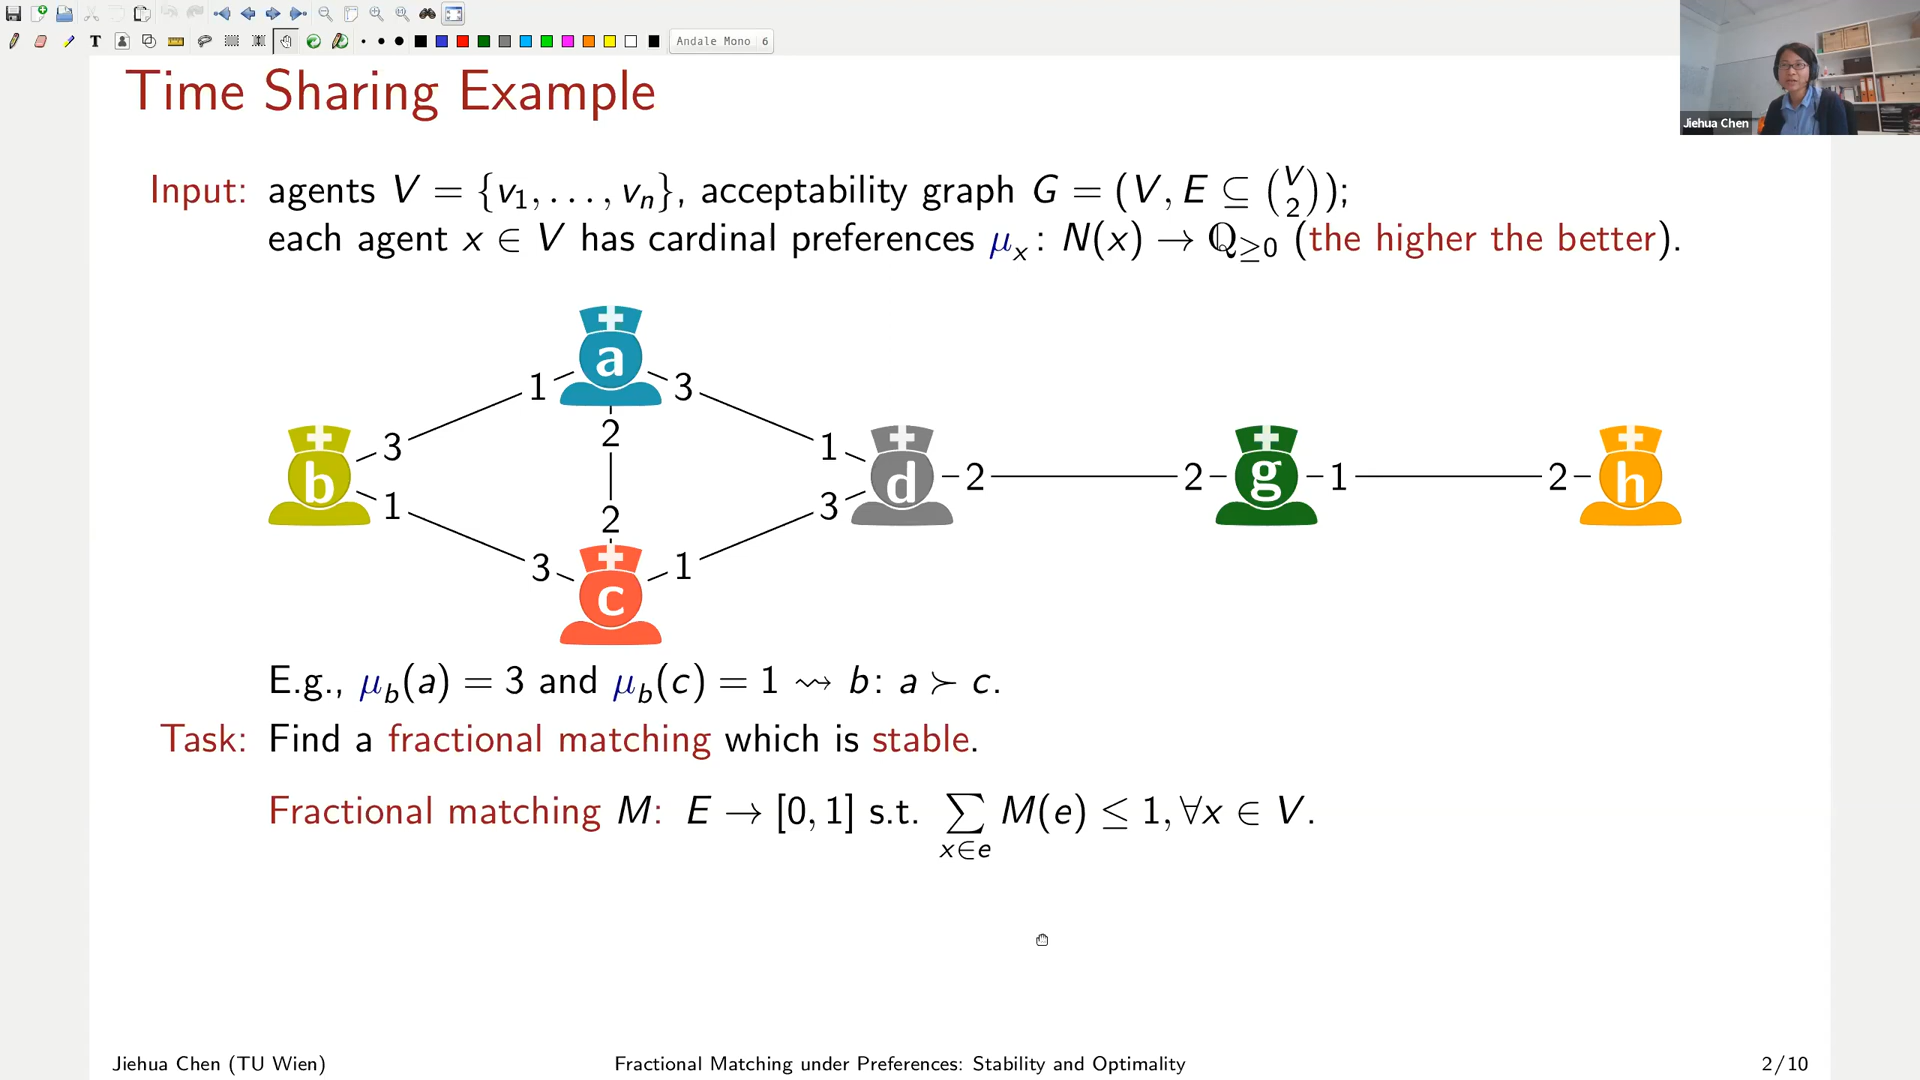 T
Andale Mono 6
Jiehua Chen
Time Sharing Example
Input: agents V = {v₁, . . . , vₙ}, acceptability graph G = (V, E ⊆ (V 2));
each agent x ∈ V has cardinal preferences μₓ : N(x) → ℚ≥0 (the higher the better).
a
1 3
2
b 3 1 d 2 2 g 1 2 h
1 3
2
3 1
c
E.g., μ_b(a) = 3 and μ_b(c) = 1 ⇝ b : a ≻ c.
Task: Find a fractional matching which is stable.
Fractional matching M: E → [0, 1] s.t. ∑ M(e) ≤ 1, ∀x ∈ V.
x∈e
Jiehua Chen (TU Wien) Fractional Matching under Preferences: Stability and Optimality 2/10